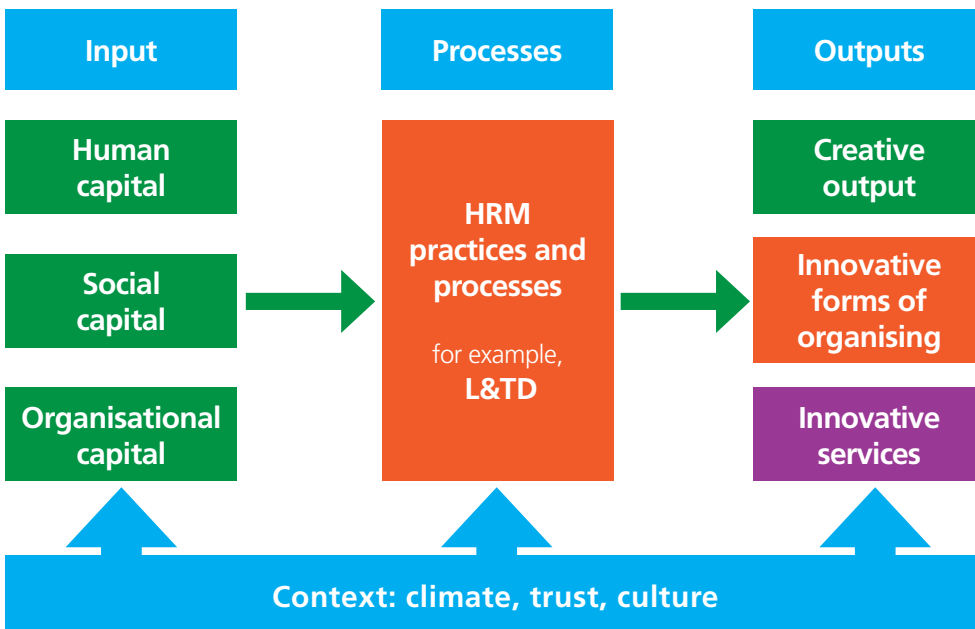 Input
Processes
Outputs
Human
capital
Social
capital
Organisational
capital
HRM
practices and
processes
for example,
L&TD
Creative
output
Innovative
forms of
organising
Innovative
services
Context: climate, trust, culture